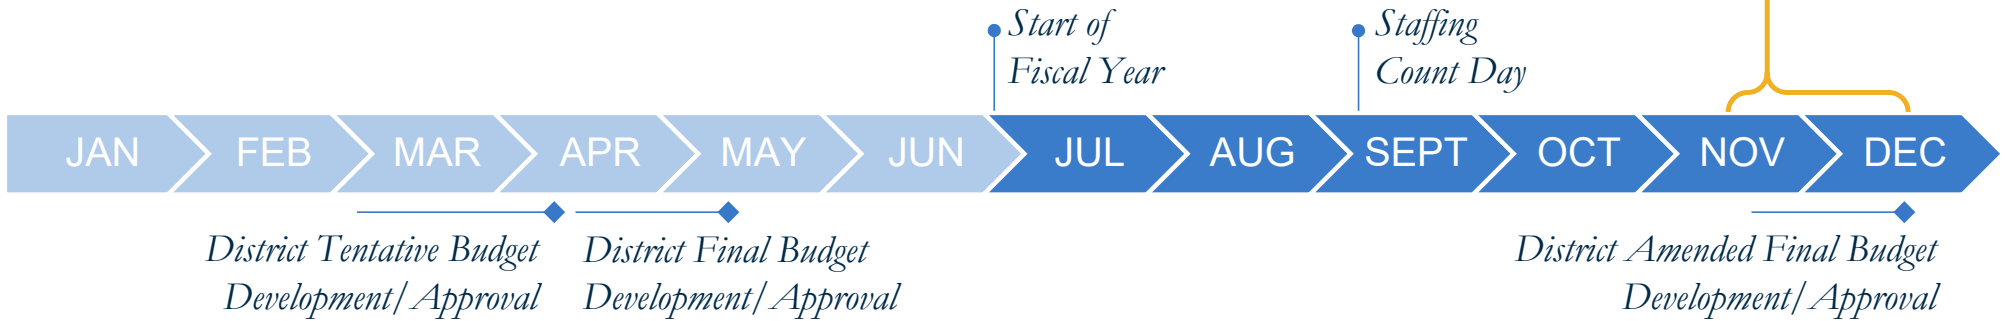 Start of
Fiscal Year
Staffing
Count Day
JAN FEB MAR APR MAY JUN JUL AUG SEPT OCT NOV DEC
District Tentative Budget
Development/Approval
District Final Budget
Development/Approval
District Amended Final Budget
Development/Approval